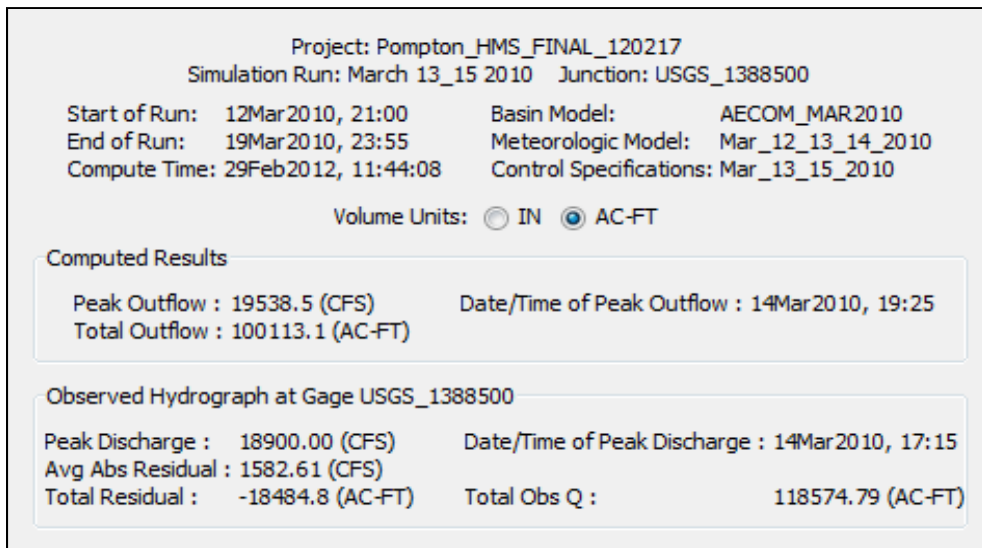 Project: Pompton_HMS_FINAL_120217
Simulation Run: March 13_15 2010 Junction: USGS_1388500
Start of Run: 12Mar2010, 21:00 Basin Model: AECOM_MAR2010
End of Run: 19Mar2010, 23:55 Meteorologic Model: Mar_12_13_14_2010
Compute Time: 29Feb2012, 11:44:08 Control Specifications: Mar_13_15_2010
Volume Units: IN AC-FT
Computed Results
Peak Outflow : 19538.5 (CFS) Date/Time of Peak Outflow : 14Mar2010, 19:25
Total Outflow : 100113.1 (AC-FT)
Observed Hydrograph at Gage USGS_1388500
Peak Discharge : 18900.00 (CFS) Date/Time of Peak Discharge : 14Mar2010, 17:15
Avg Abs Residual : 1582.61 (CFS)
Total Residual : -18484.8 (AC-FT) Total Obs Q : 118574.79 (AC-FT)